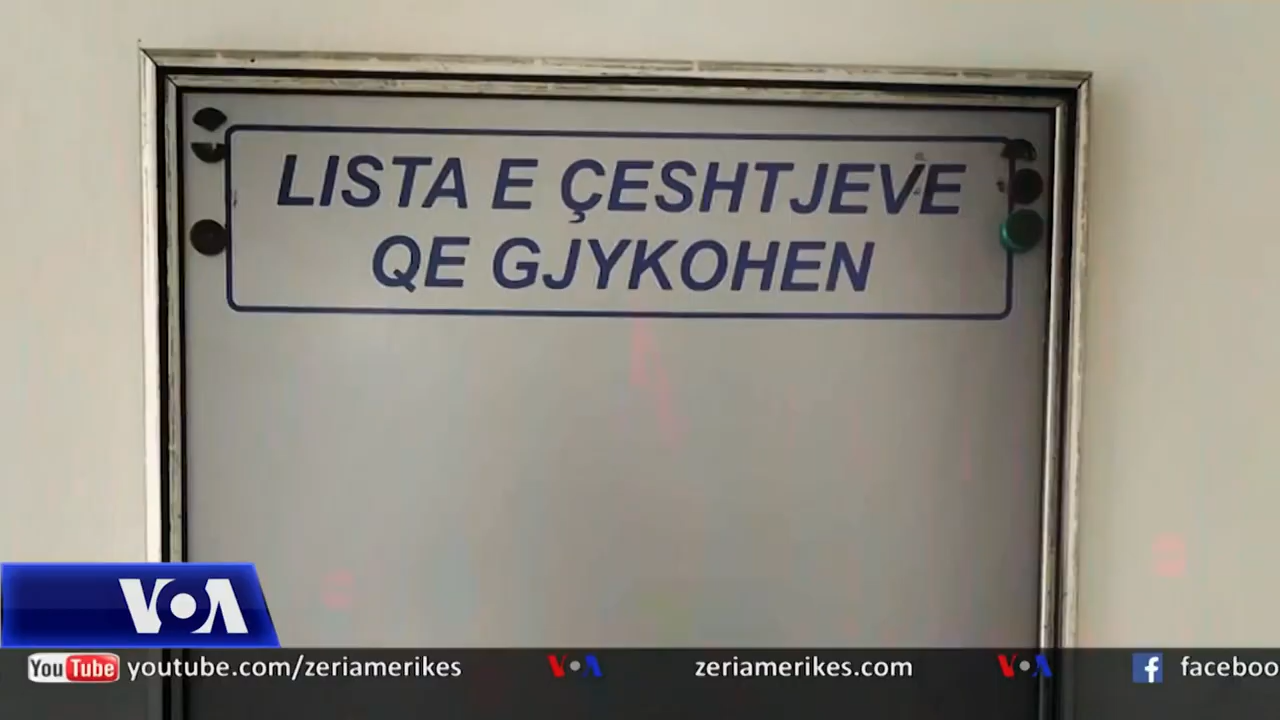 LISTA E ÇESHTJEVE
QE GJYKOHEN
VOA
YouTube youtube.com/zeriamerikes VOA zeriamerikes.com VOA f faceboo